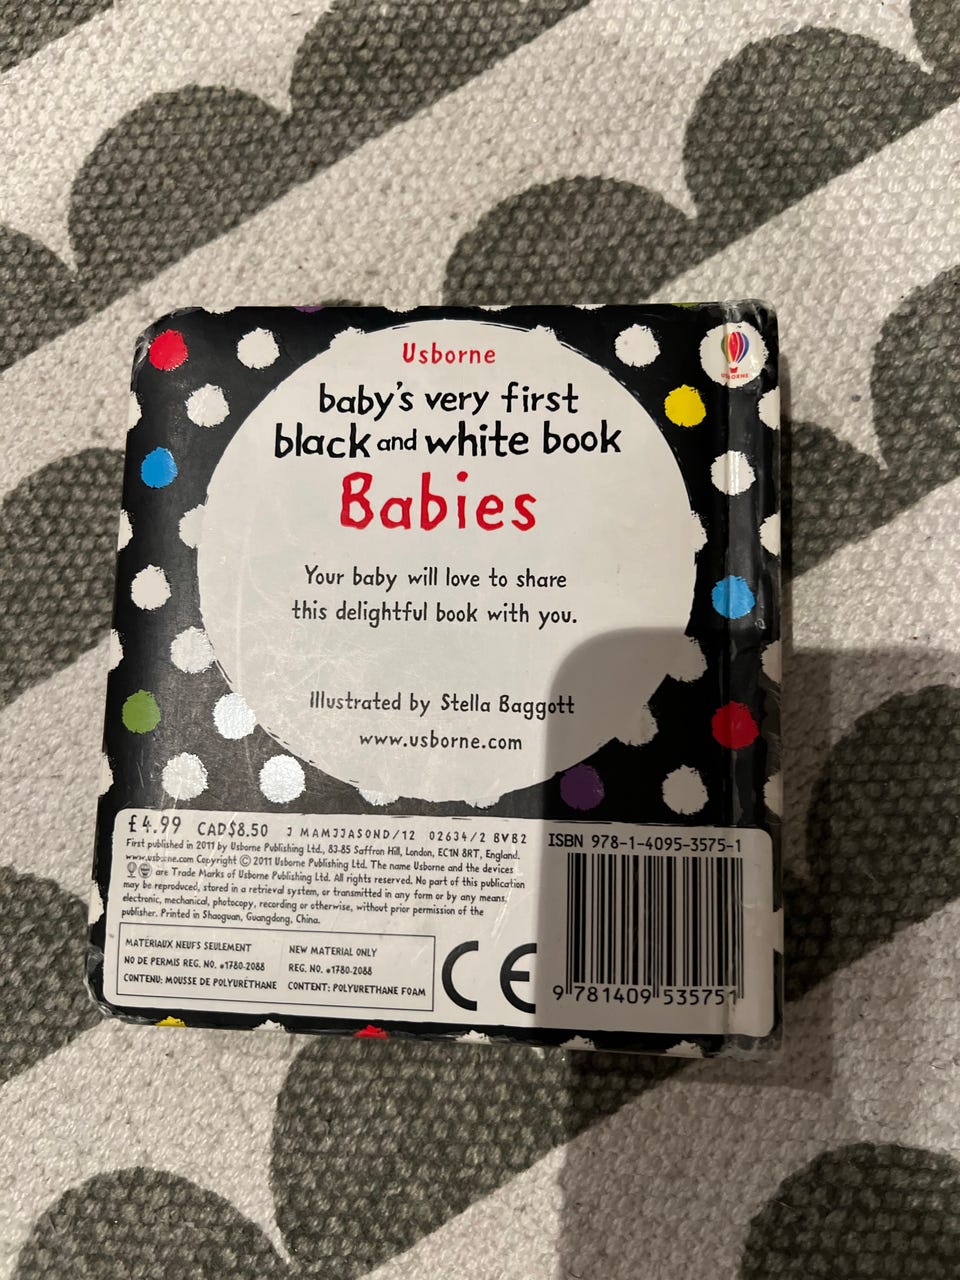 Usborne
baby's very first
black and white book
Babies
Your baby will love to share
this delightful book with you.
Illustrated by Stella Baggott
www.usborne.com
USBORNE
£4.99 CAD$8.50 J MAMJJASOND/12 02634/2 BVB2
First published in 2011 by Usborne Publishing Ltd., 83-85 Saffron Hill, London, EC1N 8RT, England.
www.usborne.com Copyright © 2011 Usborne Publishing Ltd. The name Usborne and the devices
are Trade Marks of Usborne Publishing Ltd. All rights reserved. No part of this publication
may be reproduced, stored in a retrieval system, or transmitted in any form or by any means,
electronic, mechanical, photocopy, recording or otherwise, without prior permission of the
publisher. Printed in Shaoguan, Guangdong, China.
MATÉRIAUX NEUFS SEULEMENT
NO DE PERMIS REG. NO. #1780-2088
CONTENU: MOUSSE DE POLYURÉTHANE
NEW MATERIAL ONLY
REG. NO. #1780-2088
CONTENT: POLYURETHANE FOAM
CE
ISBN 978-1-4095-3575-1
9 781409 535751